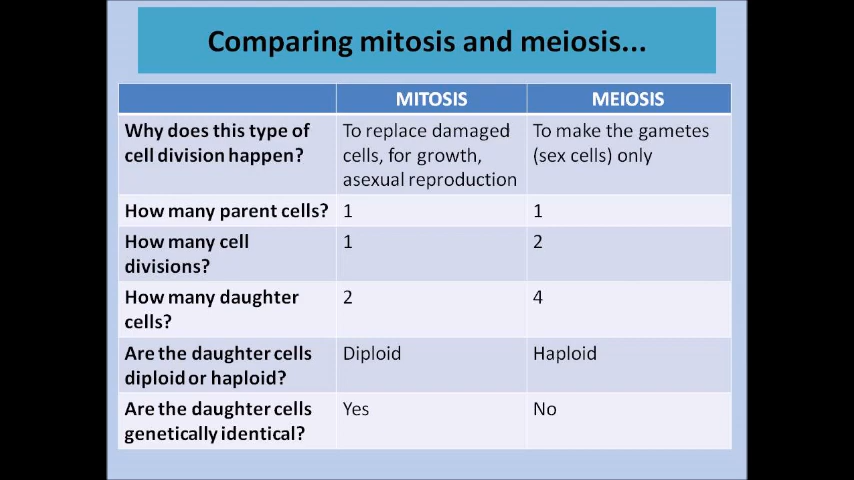 Comparing mitosis and meiosis...
MITOSIS
MEIOSIS
Why does this type of
cell division happen?
To replace damaged
cells, for growth,
asexual reproduction
To make the gametes
(sex cells) only
How many parent cells?
1
1
How many cell
divisions?
1
2
How many daughter
cells?
2
4
Are the daughter cells
diploid or haploid?
Diploid
Haploid
Are the daughter cells
genetically identical?
Yes
No